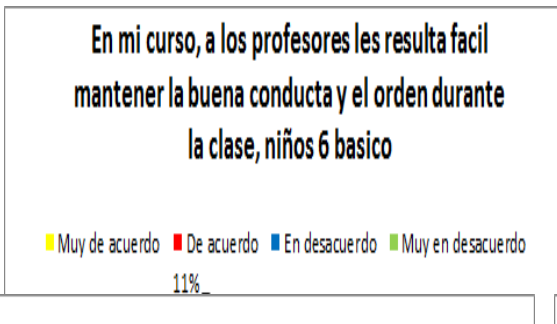 En mi curso, a los profesores les resulta facil
mantener la buena conducta y el orden durante
la clase, niños 6 basico
Muy de acuerdo De acuerdo En desacuerdo Muy en desacuerdo
11%